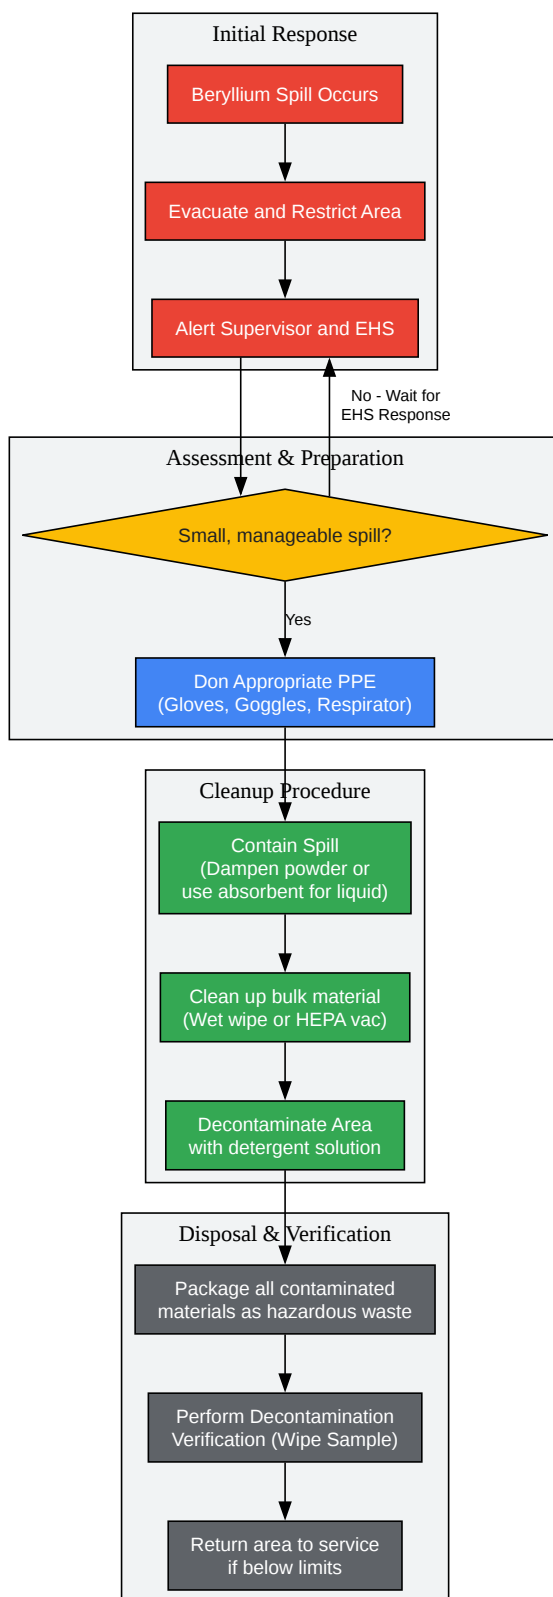 Initial Response
Beryllium Spill Occurs
Evacuate and Restrict Area
Alert Supervisor and EHS
No - Wait for
EHS Response
Assessment & Preparation
Small, manageable spill?
Yes
Don Appropriate PPE
(Gloves, Goggles, Respirator)
Cleanup Procedure
Contain Spill
(Dampen powder or
use absorbent for liquid)
Clean up bulk material
(Wet wipe or HEPA vac)
Decontaminate Area
with detergent solution
Disposal & Verification
Package all contaminated
materials as hazardous waste
Perform Decontamination
Verification (Wipe Sample)
Return area to service
if below limits